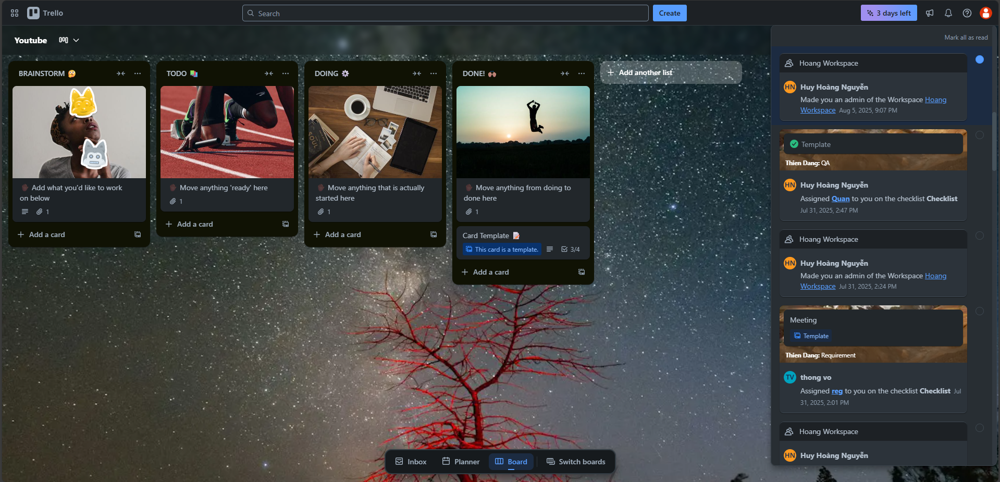 Trello
Search
Create
3 days left
Youtube
Mark all as read
BRAINSTORM
Add what you'd like to work
on below
1
Add a card
TODO
Move anything 'ready' here
1
Add a card
DOING
Move anything that is actually
started here
1
Add a card
DONE!
Move anything from doing to
done here
1
Card Template
This card is a template.
3/4
Add a card
Add another list
Hoang Workspace
HN
Huy Hoàng Nguyễn
Made you an admin of the Workspace Hoang
Workspace Aug 5, 2025, 9:07 PM
Template
Thien Dang: QA
HN
Huy Hoàng Nguyễn
Assigned Quan to you on the checklist Checklist
Jul 31, 2025, 2:47 PM
Hoang Workspace
HN
Huy Hoàng Nguyễn
Made you an admin of the Workspace Hoang
Workspace Jul 31, 2025, 2:24 PM
Meeting
Template
Thien Dang: Requirement
TV
thong vo
Assigned reg to you on the checklist Checklist Jul
31, 2025, 2:01 PM
Hoang Workspace
HN
Huy Hoàng Nguyễn
Inbox
Planner
Board
Switch boards